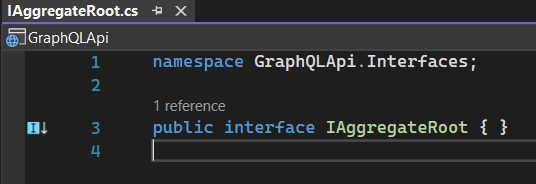 IAggregateRoot.cs
GraphQLApi
1 namespace GraphQLApi.Interfaces;
2
1 reference
3 public interface IAggregateRoot { }
4